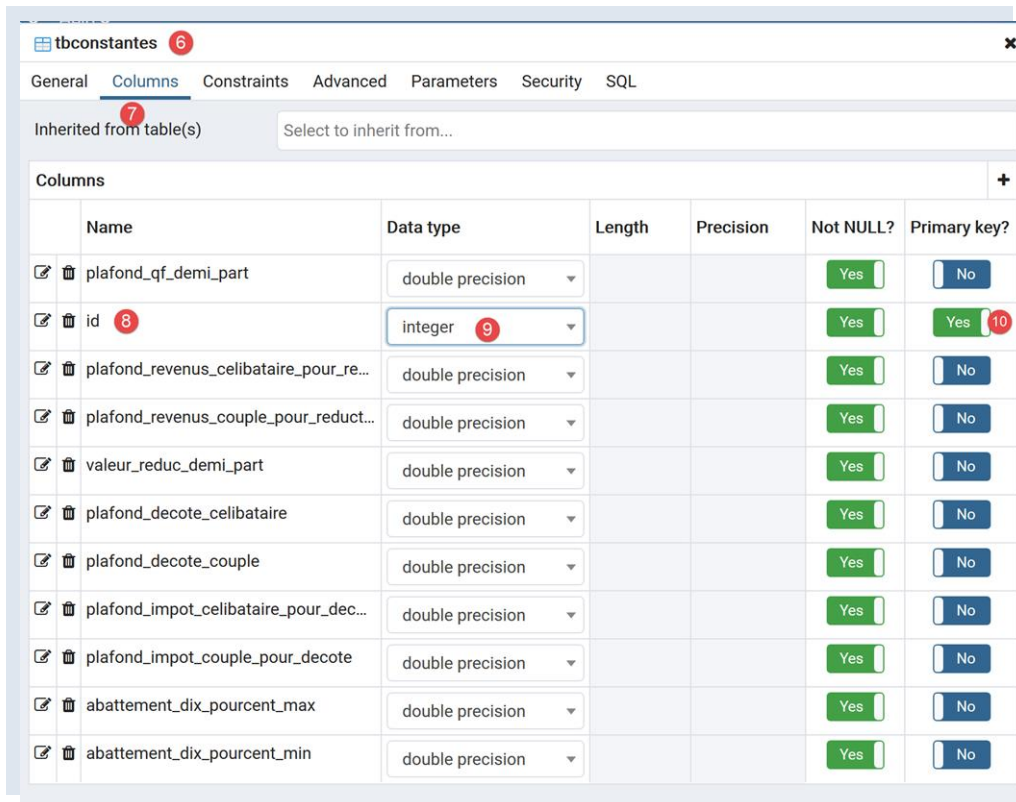 tbconstantes 6
General Columns Constraints Advanced Parameters Security SQL
7
Inherited from table(s) Select to inherit from...
Columns
Name Data type Length Precision Not NULL? Primary key?
plafond_qf_demi_part double precision Yes No
id 8 integer 9 Yes Yes 10
plafond_revenus_celibataire_pour_re... double precision Yes No
plafond_revenus_couple_pour_reduct... double precision Yes No
valeur_reduc_demi_part double precision Yes No
plafond_decote_celibataire double precision Yes No
plafond_decote_couple double precision Yes No
plafond_impot_celibataire_pour_dec... double precision Yes No
plafond_impot_couple_pour_decote double precision Yes No
abattement_dix_pourcent_max double precision Yes No
abattement_dix_pourcent_min double precision Yes No